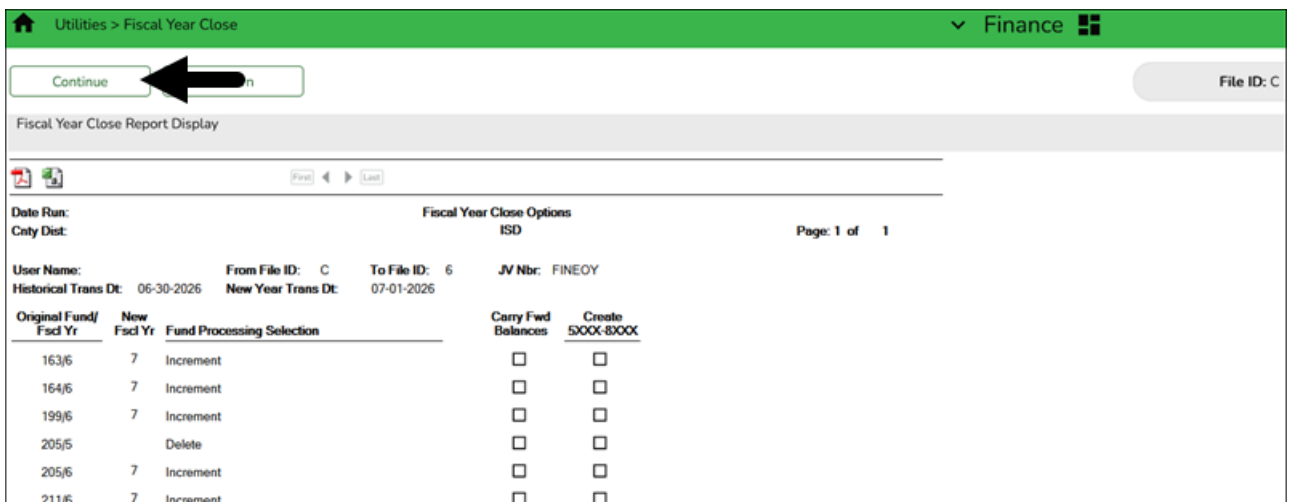 Utilities > Fiscal Year Close
Finance
Continue
n
File ID: C
Fiscal Year Close Report Display
First
Last
Date Run:
Fiscal Year Close Options
Cnty Dist:
ISD
Page: 1 of 1
User Name:
From File ID: C
To File ID: 6
JV Nbr: FINEOY
Historical Trans Dt: 06-30-2026
New Year Trans Dt: 07-01-2026
Original Fund/ Fscl Yr
New Fscl Yr
Fund Processing Selection
Carry Fwd Balances
Create 5XXX-8XXX
163/6 7 Increment
164/6 7 Increment
199/6 7 Increment
205/5 Delete
205/6 7 Increment
211/6 7 Increment